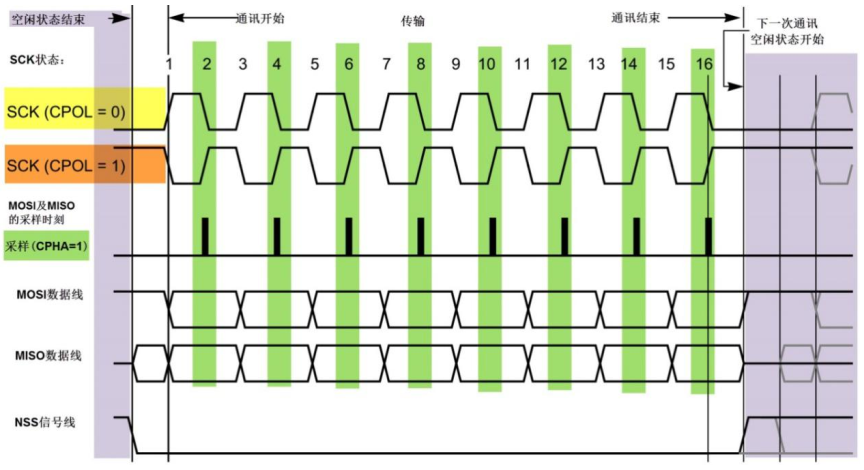 空闲状态结束
通讯开始
传输
通讯结束
下一次通讯
空闲状态开始
SCK状态:
1 2 3 4 5 6 7 8 9 10 11 12 13 14 15 16
SCK (CPOL = 0)
SCK (CPOL = 1)
MOSI及MISO
的采样时刻
采样(CPHA=1)
MOSI数据线
MISO数据线
NSS信号线